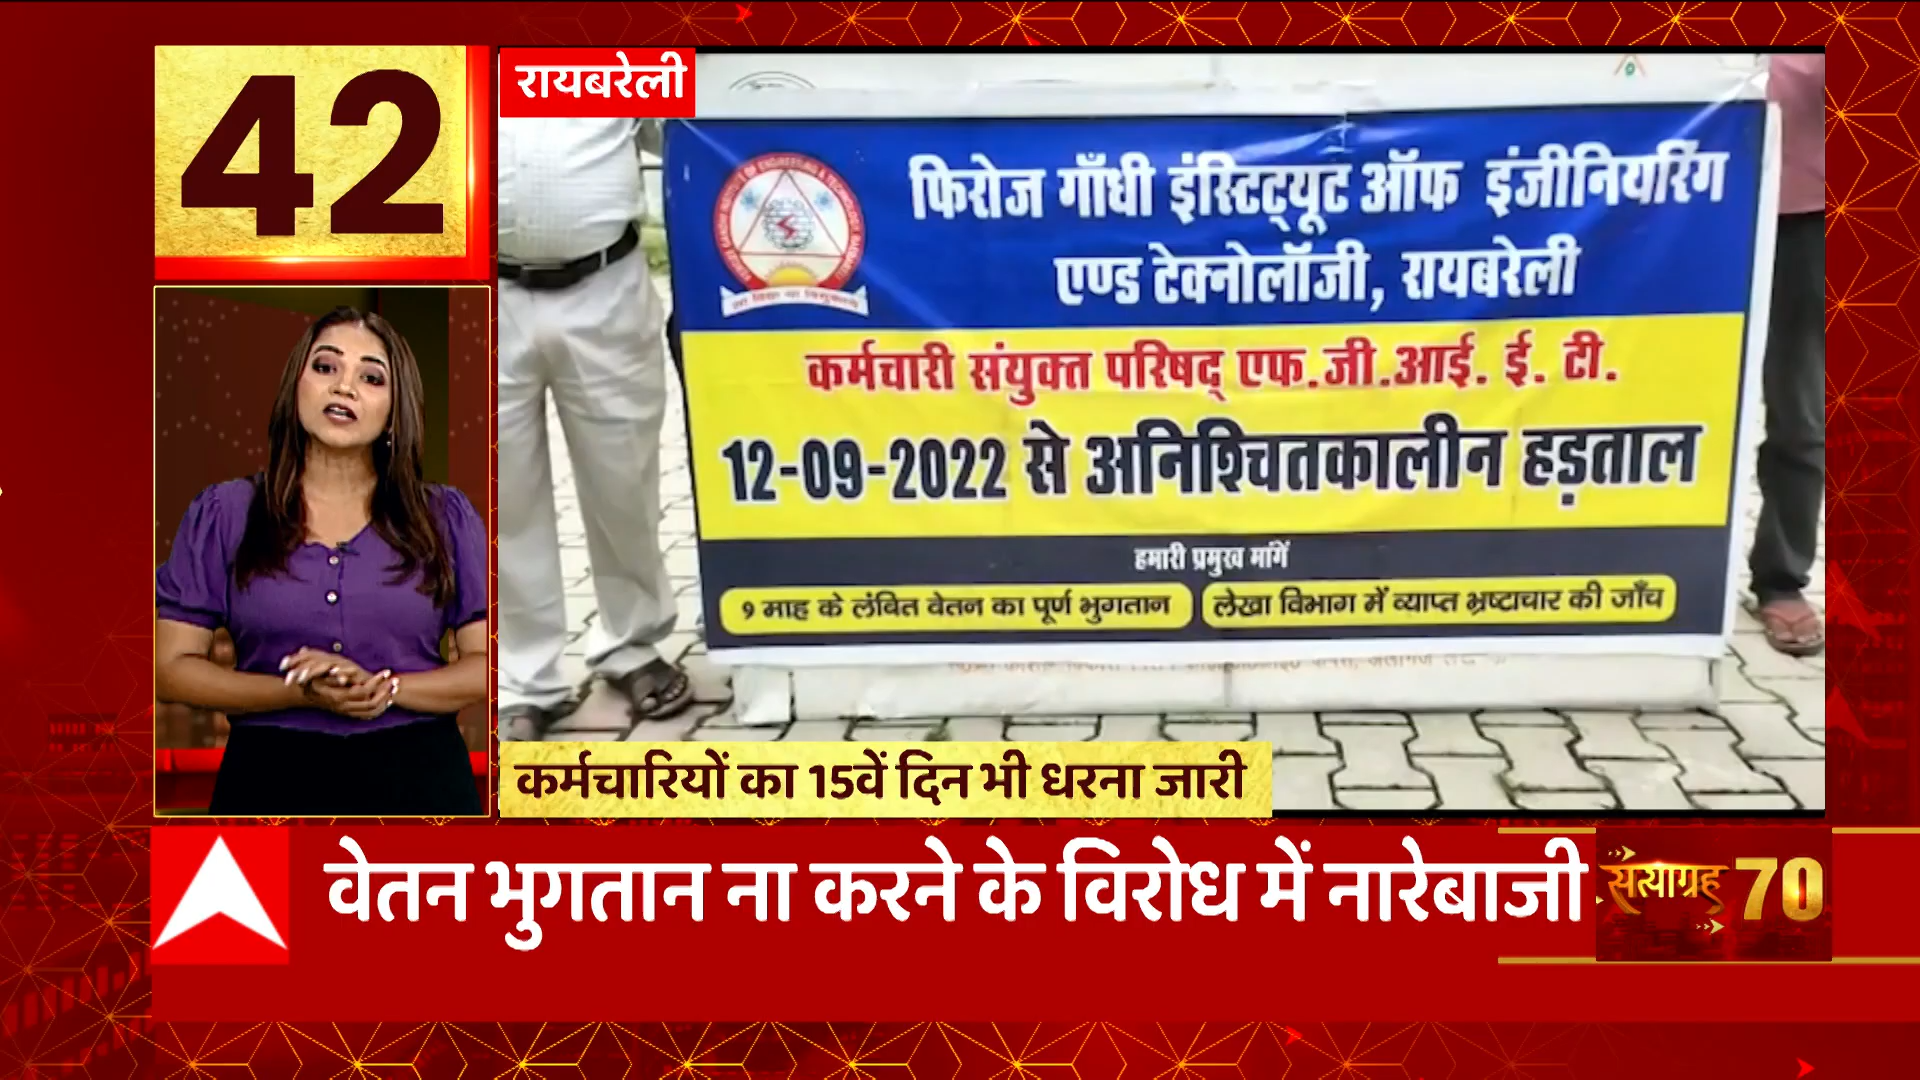 42
रायबरेली
फिरोज गाँधी इंस्टिट्यूट ऑफ इंजीनियरिंग
एण्ड टेक्नोलॉजी, रायबरेली
कर्मचारी संयुक्त परिषद् एफ.जी.आई. ई. टी.
12-09-2022 से अनिश्चितकालीन हड़ताल
हमारी प्रमुख मांगें
९ माह के लंबित वेतन का पूर्ण भुगतान
लेखा विभाग में व्याप्त भ्रष्टाचार की जाँच
कर्मचारियों का 15वें दिन भी धरना जारी
वेतन भुगतान ना करने के विरोध में नारेबाजी
सत्याग्रह 70